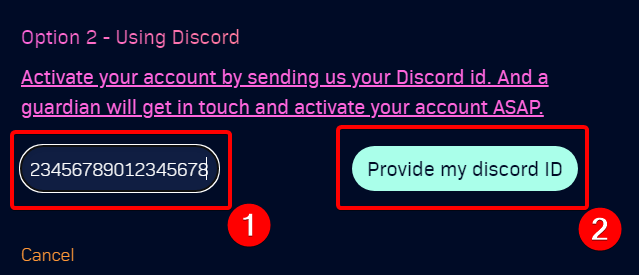 Option 2 - Using Discord
Activate your account by sending us your Discord id. And a
guardian will get in touch and activate your account ASAP.
23456789012345678 Provide my discord ID
1 2
Cancel